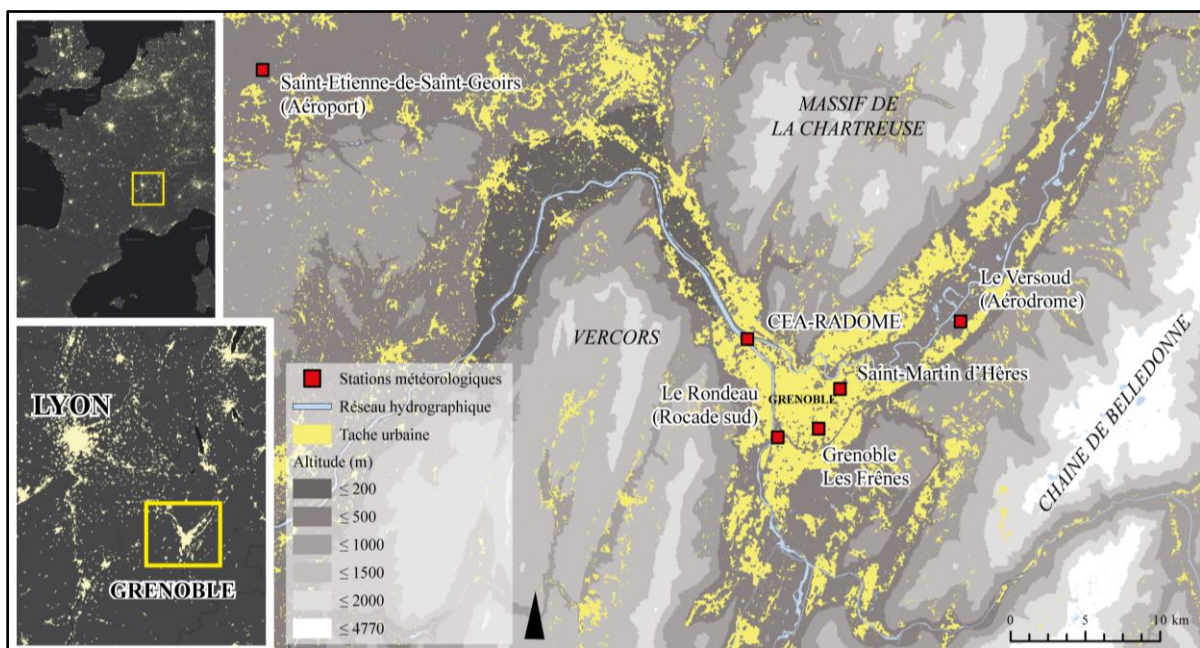 Saint-Etienne-de-Saint-Geoirs
(Aéroport)
MASSIF DE
LA CHARTREUSE
Le Versoud
(Aérodrome)
CEA-RADOME
VERCORS
Saint-Martin d'Hères
Le Rondeau
(Rocade sud)
GRENOBLE
Grenoble
Les Frênes
CHAINE DE BELLEDONNE
LYON
GRENOBLE
Stations météorologiques
Réseau hydrographique
Tache urbaine
Altitude (m)
≤ 200
≤ 500
≤ 1000
≤ 1500
≤ 2000
≤ 4770
0 5 10 km